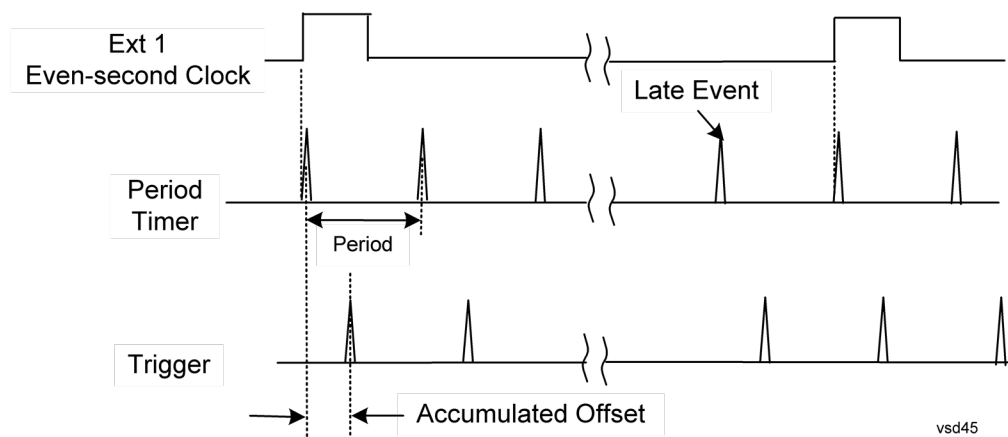 Ext 1
Even-second Clock
Late Event
Period
Timer
Period
Trigger
Accumulated Offset
vsd45